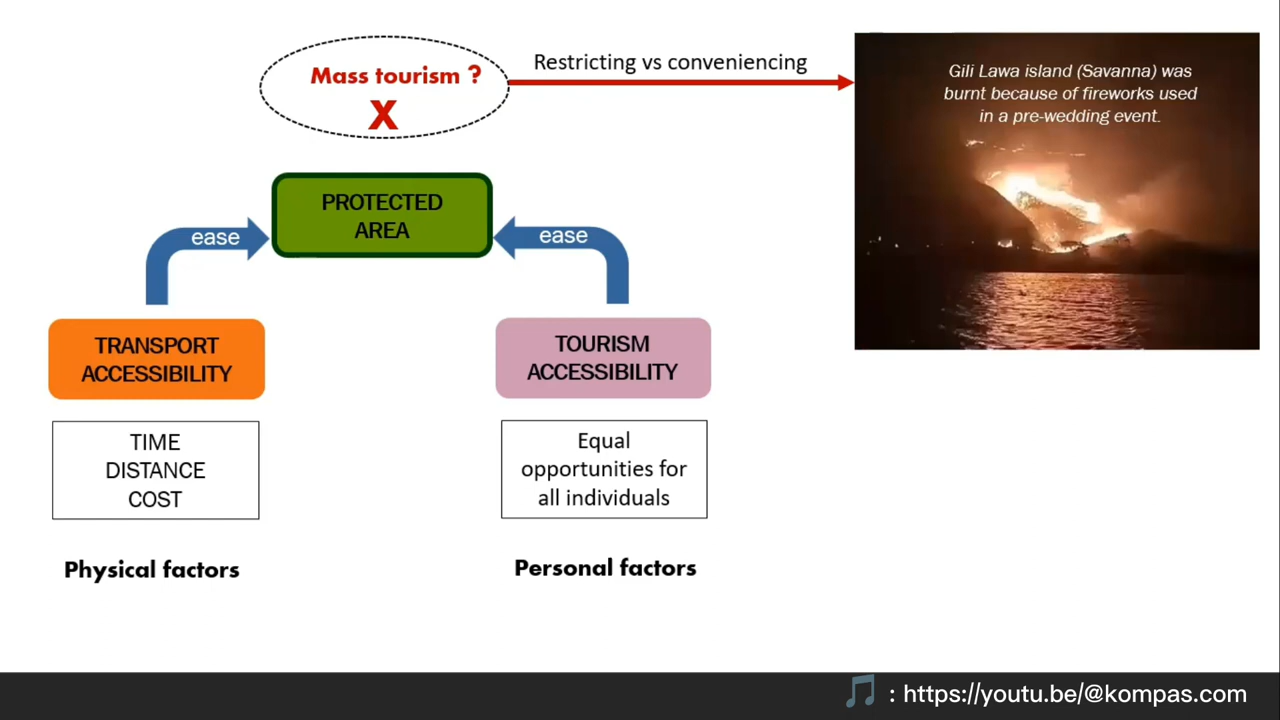 Mass tourism ?
X
Restricting vs conveniencing
Gili Lawa island (Savanna) was
burnt because of fireworks used
in a pre-wedding event.
PROTECTED
AREA
ease
ease
TRANSPORT
ACCESSIBILITY
TOURISM
ACCESSIBILITY
TIME
DISTANCE
COST
Equal
opportunities for
all individuals
Physical factors
Personal factors
: https://youtu.be/@kompas.com